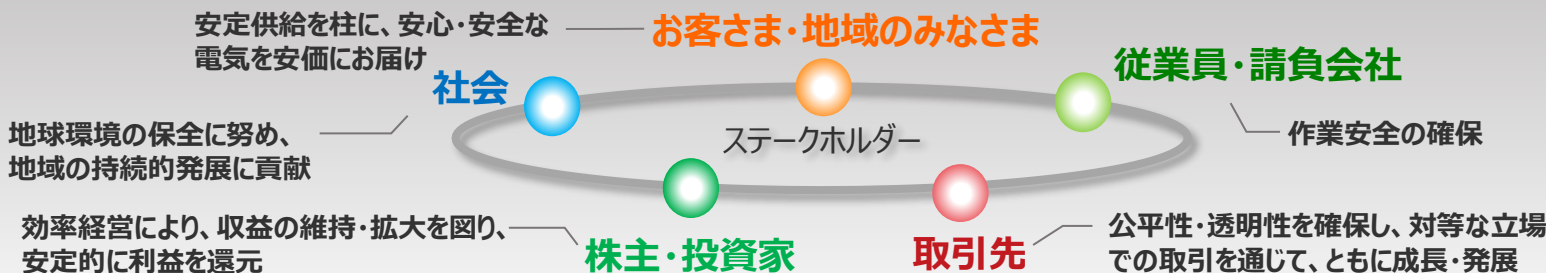 安定供給を柱に、安心・安全な
電気を安価にお届け
お客さま・地域のみなさま
社会
従業員・請負会社
地球環境の保全に努め、
地域の持続的発展に貢献
ステークホルダー
作業安全の確保
効率経営により、収益の維持・拡大を図り、
安定的に利益を還元
株主・投資家
取引先
公平性・透明性を確保し、対等な立場
での取引を通じて、ともに成長・発展